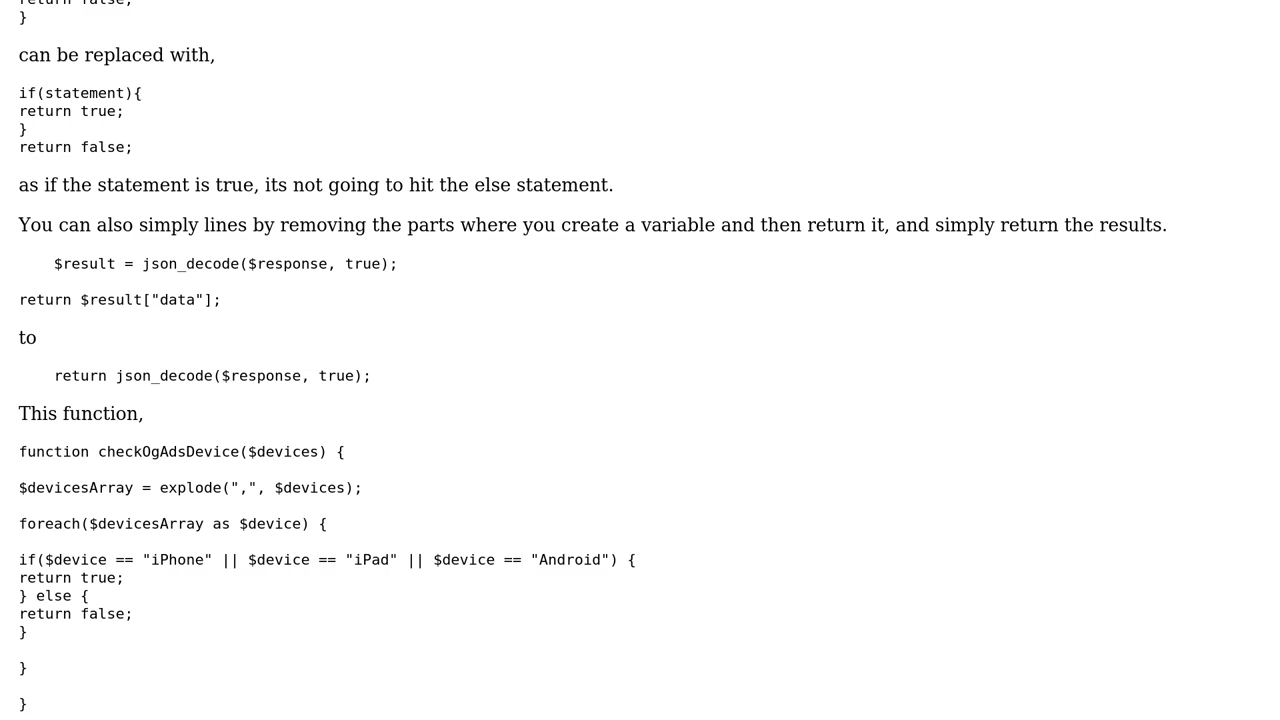 return false;
}
can be replaced with,
if(statement){
return true;
}
return false;
as if the statement is true, its not going to hit the else statement.
You can also simply lines by removing the parts where you create a variable and then return it, and simply return the results.
    $result = json_decode($response, true);
return $result["data"];
to
    return json_decode($response, true);
This function,
function checkOgAdsDevice($devices) {
$devicesArray = explode(",", $devices);
foreach($devicesArray as $device) {
if($device == "iPhone" || $device == "iPad" || $device == "Android") {
return true;
} else {
return false;
}
}
}